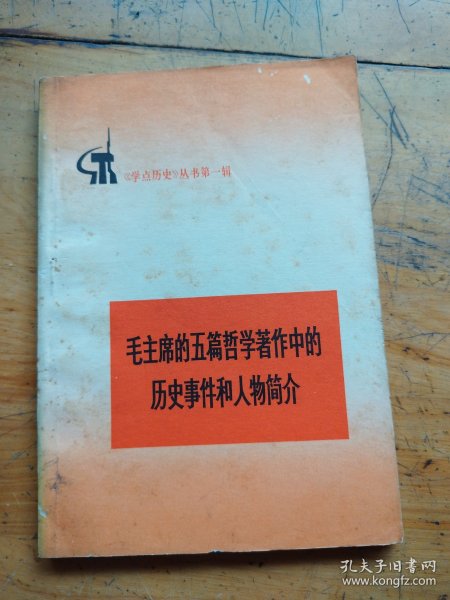 《学点历史》丛书第一辑
毛主席的五篇哲学著作中的
历史事件和人物简介
孔夫子旧书网
www.kongfz.com